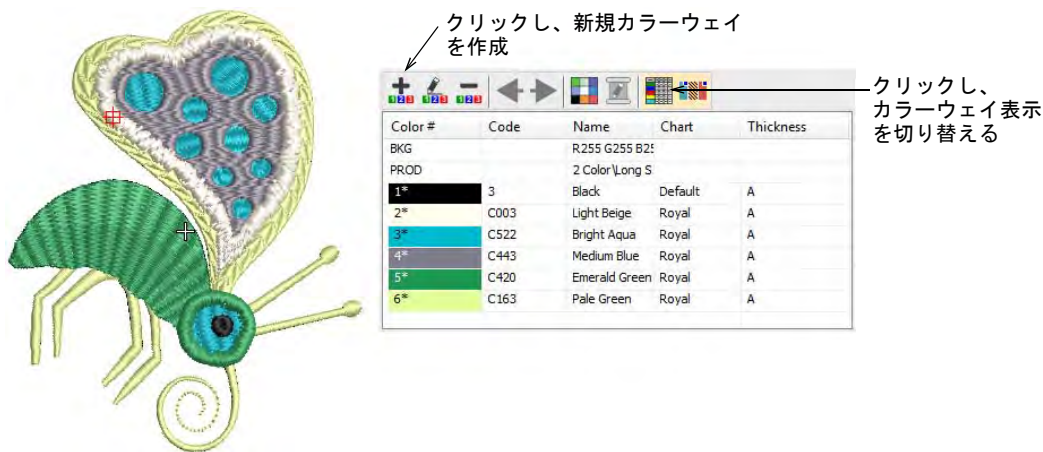 クリックし、新規カラーウェイ
を作成
クリックし、
カラーウェイ表示
を切り替える
Color # Code Name Chart Thickness
BKG R255 G255 B25
PROD 2 Color\Long S
1* 3 Black Default A
2* C003 Light Beige Royal A
3* C522 Bright Aqua Royal A
4* C443 Medium Blue Royal A
5* C420 Emerald Green Royal A
6* C163 Pale Green Royal A